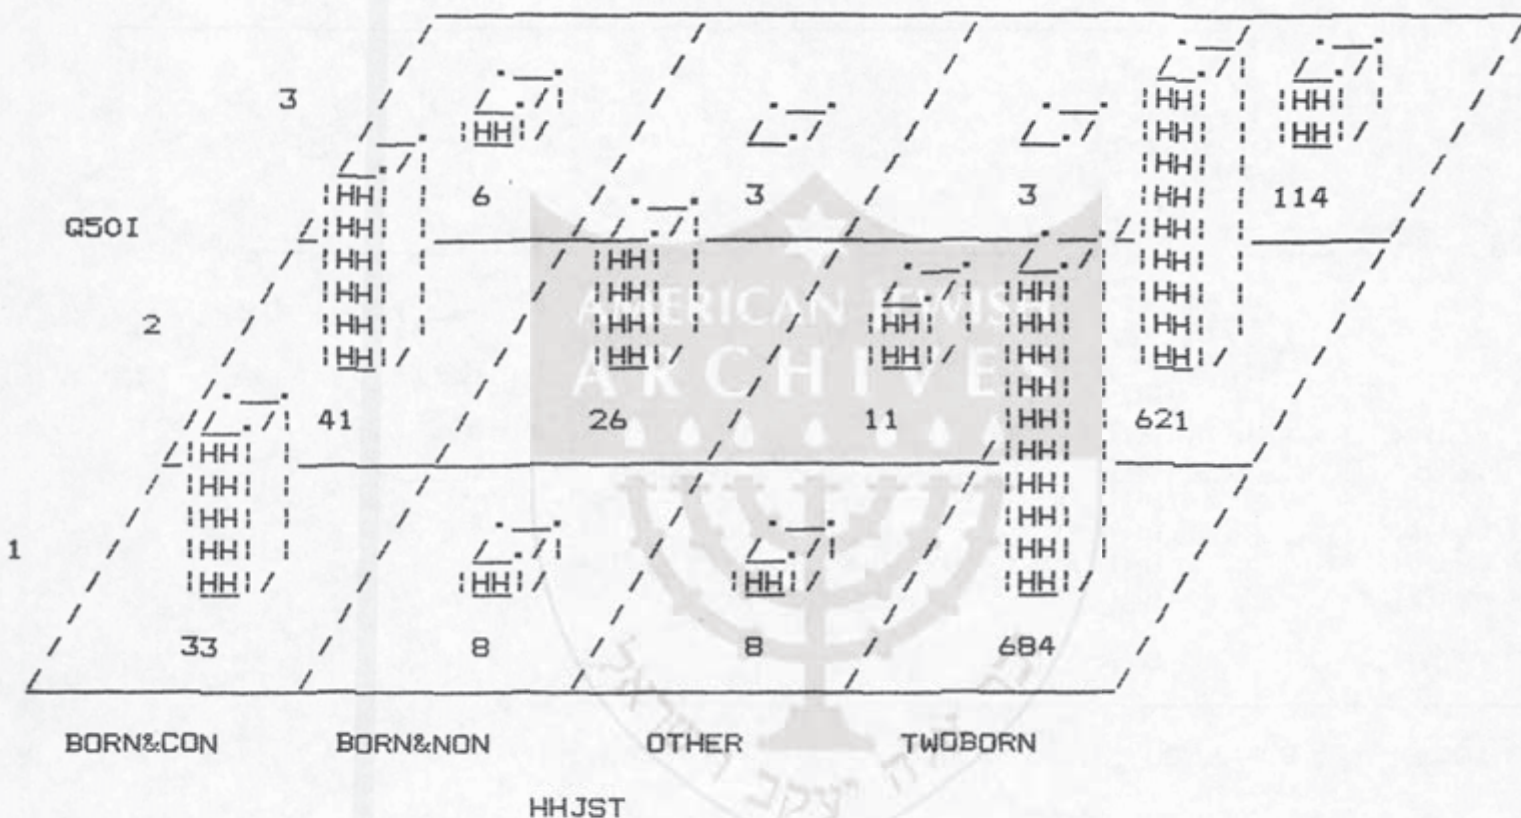 3
6 3 3 114
Q50I
2
41 26 11 621
1
33 8 8 684
BORN&CON BORN&NON OTHER TWOBORN
HHJST
AMERICAN JEWISH
ARCHIVES